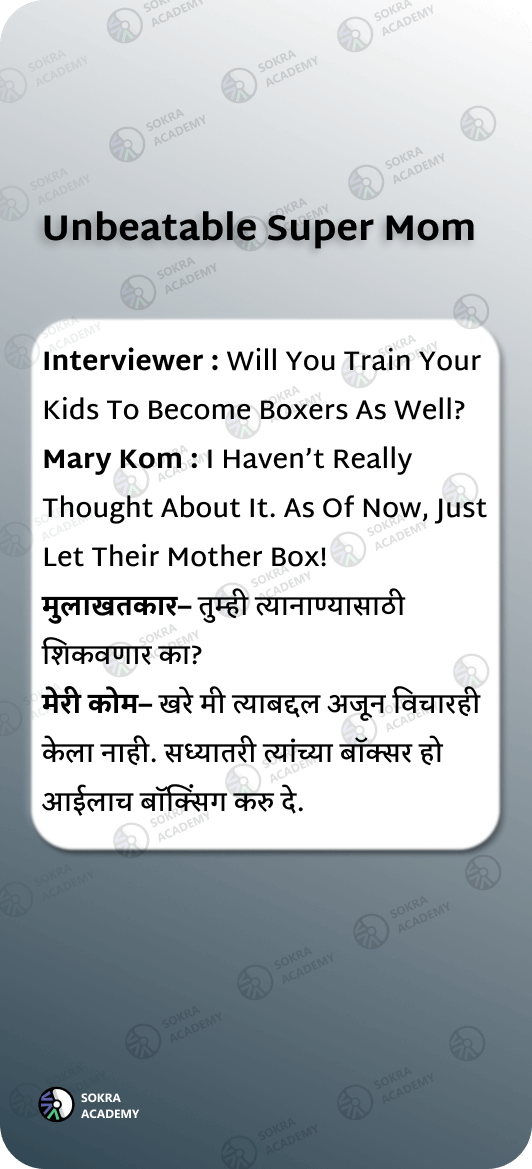 Unbeatable Super Mom
Interviewer : Will You Train Your
Kids To Become Boxers As Well?
Mary Kom : I Haven’t Really
Thought About It. As Of Now, Just
Let Their Mother Box!
मुलाखतकार– तुम्ही त्यानाण्यासाठी
शिकवणार का?
मेरी कोम– खरे मी त्याबद्दल अजून विचारही
केला नाही. सध्यातरी त्यांच्या बॉक्सर हो
आईलाच बॉक्सिंग करु दे.
SOKRA
ACADEMY